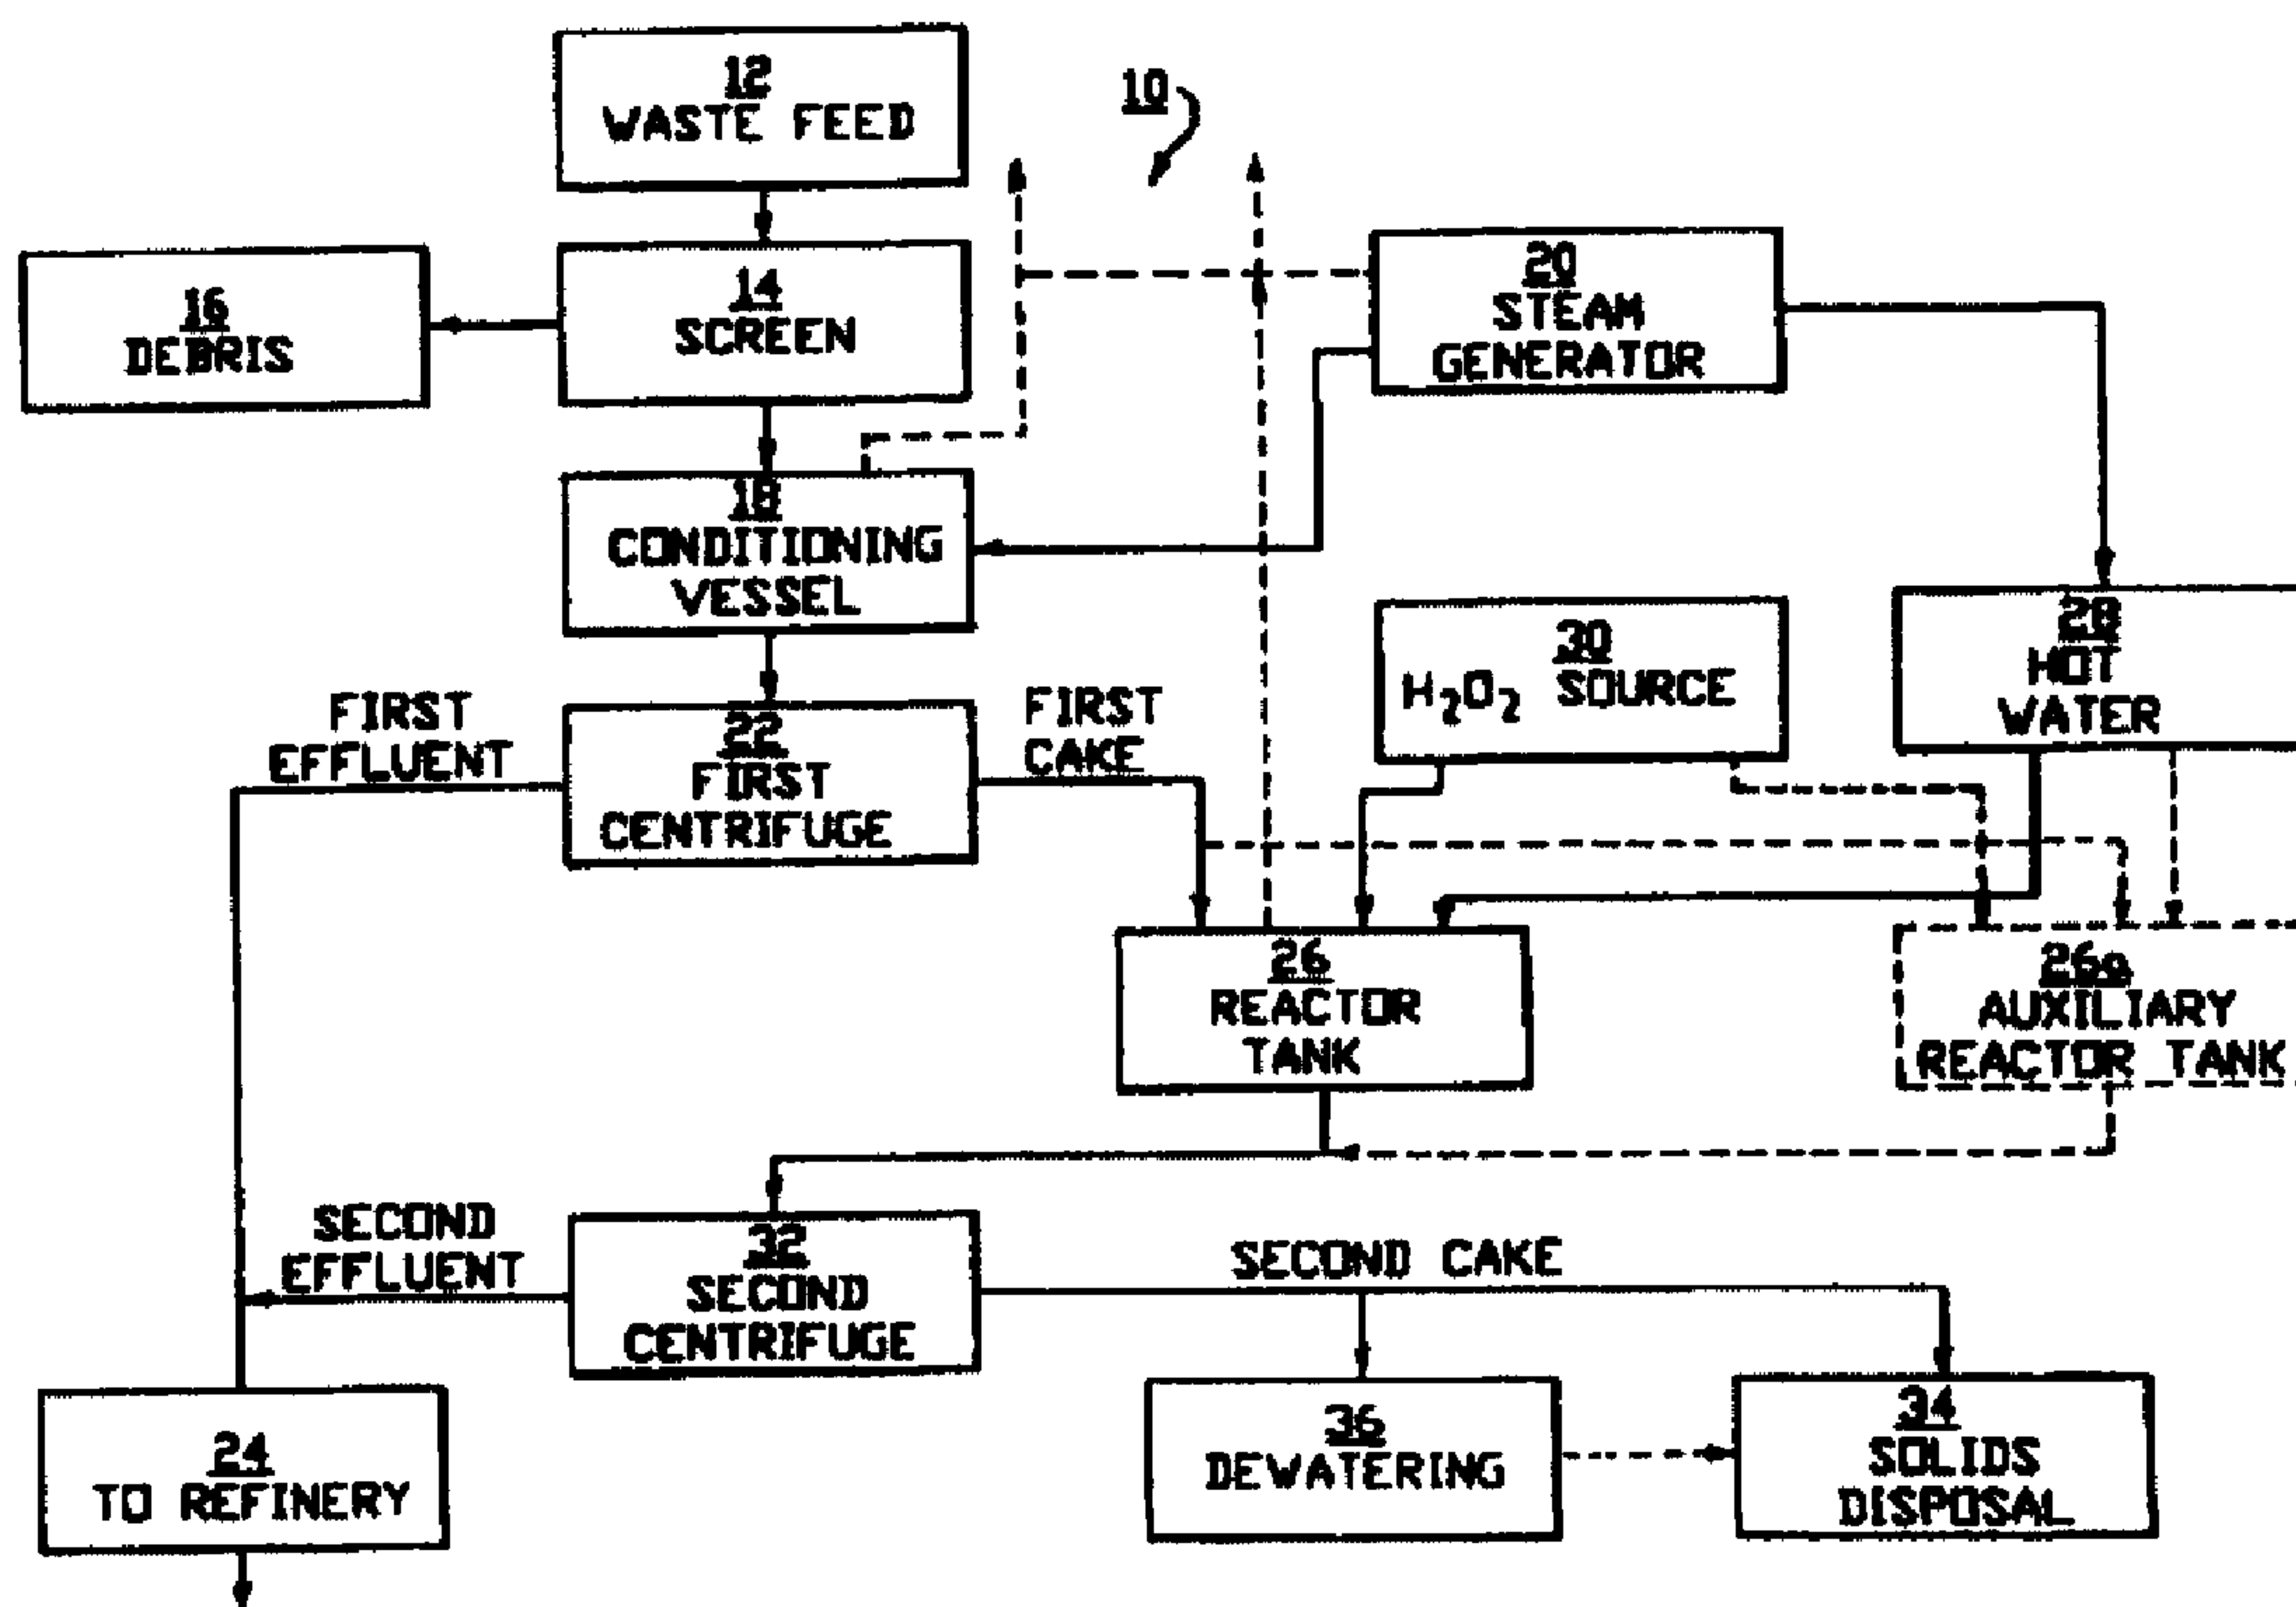 12
WASTE FEED
10
16
DEBRIS
14
SCREEN
20
STEAM
GENERATOR
18
CONDITIONING
VESSEL
30
H₂O₂ SOURCE
28
HOT
WATER
FIRST
EFFLUENT
22
FIRST
CENTRIFUGE
FIRST
CAKE
26
REACTOR
TANK
26a
AUXILIARY
REACTOR TANK
SECOND
EFFLUENT
32
SECOND
CENTRIFUGE
SECOND CAKE
24
TO REFINERY
36
DEWATERING
34
SOLIDS
DISPOSAL